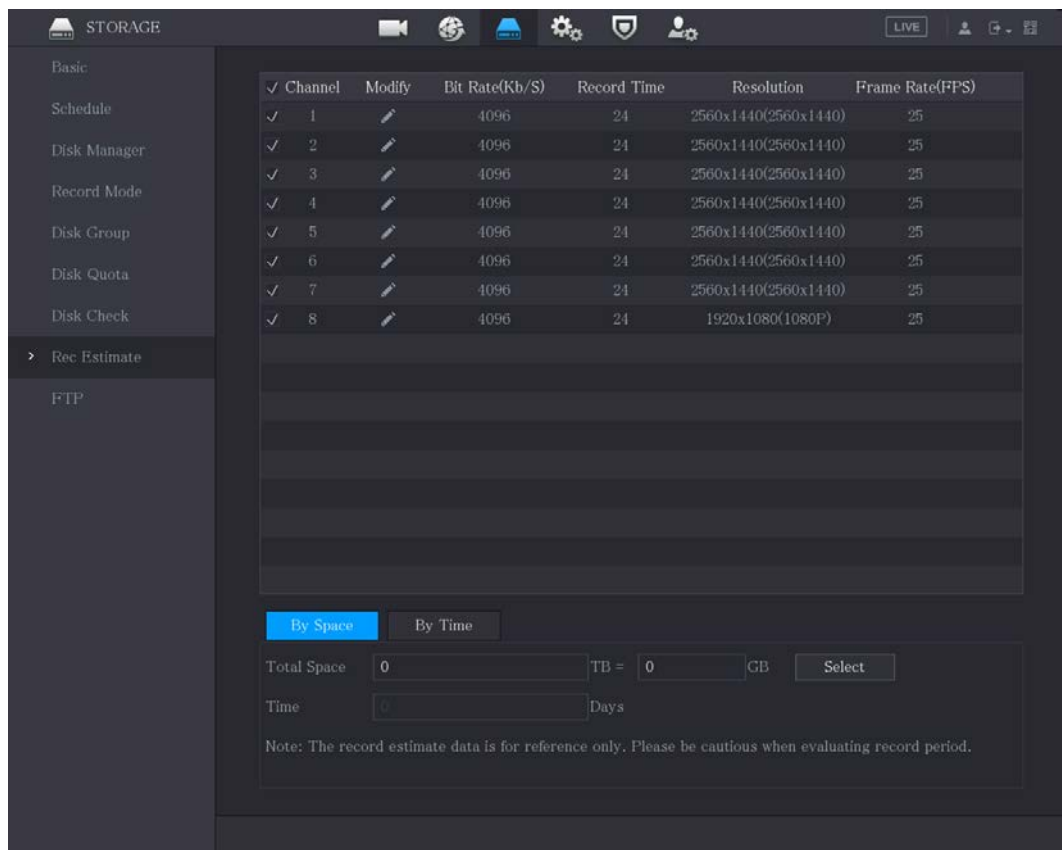 STORAGE LIVE
Basic
Schedule
Disk Manager
Record Mode
Disk Group
Disk Quota
Disk Check
Rec Estimate
FTP
Channel Modify Bit Rate(Kb/S) Record Time Resolution Frame Rate(FPS)
1 4096 24 2560x1440(2560x1440) 25
2 4096 24 2560x1440(2560x1440) 25
3 4096 24 2560x1440(2560x1440) 25
4 4096 24 2560x1440(2560x1440) 25
5 4096 24 2560x1440(2560x1440) 25
6 4096 24 2560x1440(2560x1440) 25
7 4096 24 2560x1440(2560x1440) 25
8 4096 24 1920x1080(1080P) 25
By Space By Time
Total Space 0 TB = 0 GB Select
Time 0 Days
Note: The record estimate data is for reference only. Please be cautious when evaluating record period.